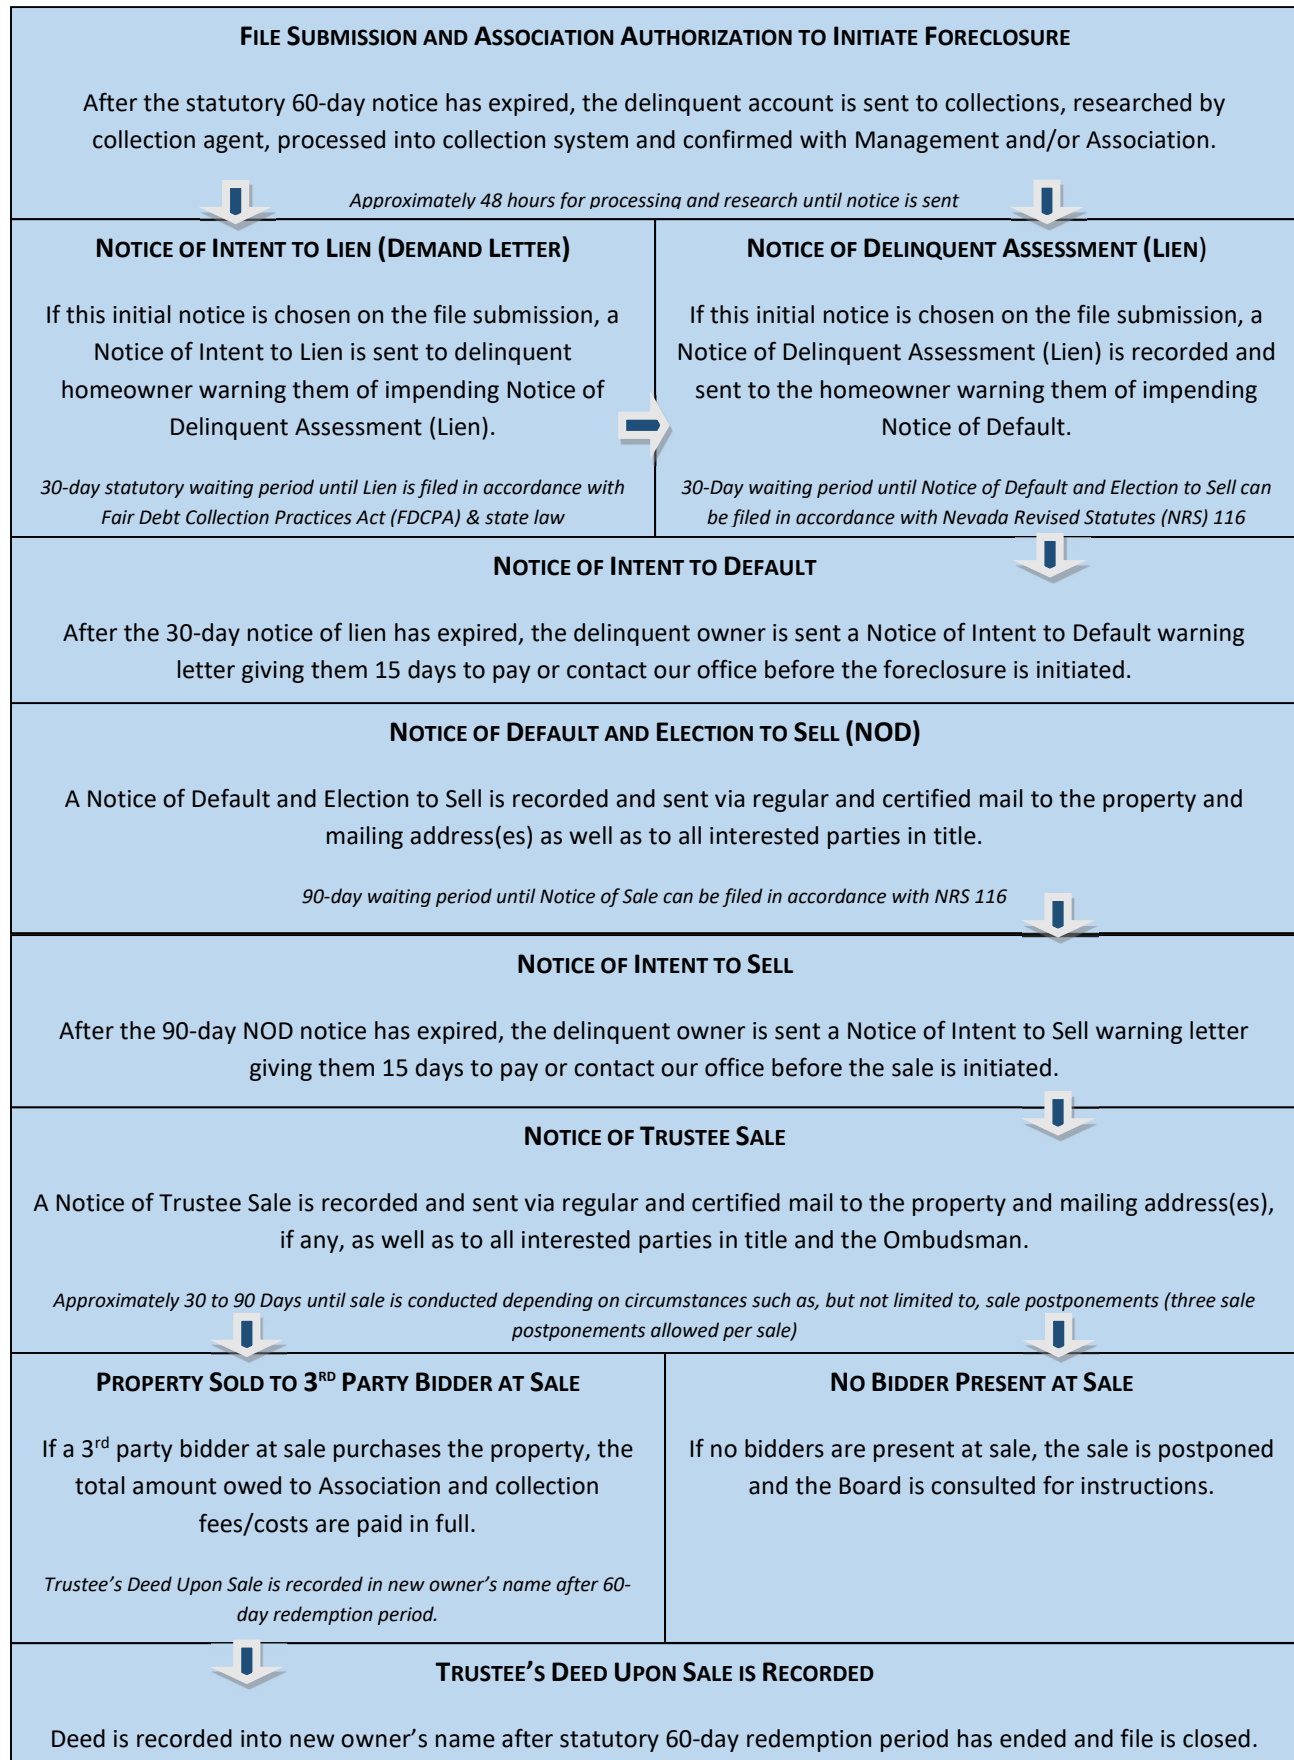 FILE SUBMISSION AND ASSOCIATION AUTHORIZATION TO INITIATE FORECLOSURE
After the statutory 60-day notice has expired, the delinquent account is sent to collections, researched by
collection agent, processed into collection system and confirmed with Management and/or Association.
Approximately 48 hours for processing and research until notice is sent
NOTICE OF INTENT TO LIEN (DEMAND LETTER)
If this initial notice is chosen on the file submission, a
Notice of Intent to Lien is sent to delinquent
homeowner warning them of impending Notice of
Delinquent Assessment (Lien).
30-day statutory waiting period until Lien is filed in accordance with
Fair Debt Collection Practices Act (FDCPA) & state law
NOTICE OF DELINQUENT ASSESSMENT (LIEN)
If this initial notice is chosen on the file submission, a
Notice of Delinquent Assessment (Lien) is recorded and
sent to the homeowner warning them of impending
Notice of Default.
30-Day waiting period until Notice of Default and Election to Sell can
be filed in accordance with Nevada Revised Statutes (NRS) 116
NOTICE OF INTENT TO DEFAULT
After the 30-day notice of lien has expired, the delinquent owner is sent a Notice of Intent to Default warning
letter giving them 15 days to pay or contact our office before the foreclosure is initiated.
NOTICE OF DEFAULT AND ELECTION TO SELL (NOD)
A Notice of Default and Election to Sell is recorded and sent via regular and certified mail to the property and
mailing address(es) as well as to all interested parties in title.
90-day waiting period until Notice of Sale can be filed in accordance with NRS 116
NOTICE OF INTENT TO SELL
After the 90-day NOD notice has expired, the delinquent owner is sent a Notice of Intent to Sell warning letter
giving them 15 days to pay or contact our office before the sale is initiated.
NOTICE OF TRUSTEE SALE
A Notice of Trustee Sale is recorded and sent via regular and certified mail to the property and mailing address(es),
if any, as well as to all interested parties in title and the Ombudsman.
Approximately 30 to 90 Days until sale is conducted depending on circumstances such as, but not limited to, sale postponements (three sale
postponements allowed per sale)
PROPERTY SOLD TO 3RD PARTY BIDDER AT SALE
If a 3rd party bidder at sale purchases the property, the
total amount owed to Association and collection
fees/costs are paid in full.
Trustee's Deed Upon Sale is recorded in new owner's name after 60-
day redemption period.
NO BIDDER PRESENT AT SALE
If no bidders are present at sale, the sale is postponed
and the Board is consulted for instructions.
TRUSTEE'S DEED UPON SALE IS RECORDED
Deed is recorded into new owner's name after statutory 60-day redemption period has ended and file is closed.